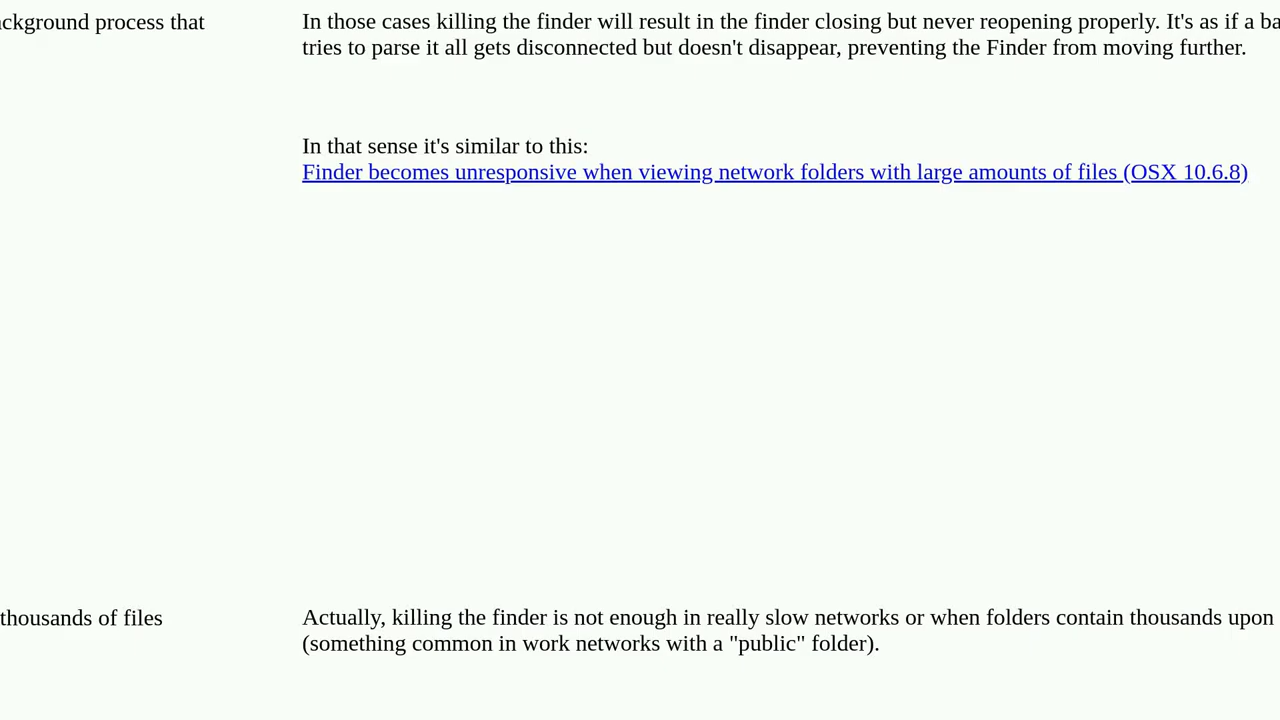 ckground process that
In those cases killing the finder will result in the finder closing but never reopening properly. It's as if a ba
tries to parse it all gets disconnected but doesn't disappear, preventing the Finder from moving further.
In that sense it's similar to this:
Finder becomes unresponsive when viewing network folders with large amounts of files (OSX 10.6.8)
thousands of files
Actually, killing the finder is not enough in really slow networks or when folders contain thousands upon
(something common in work networks with a "public" folder).